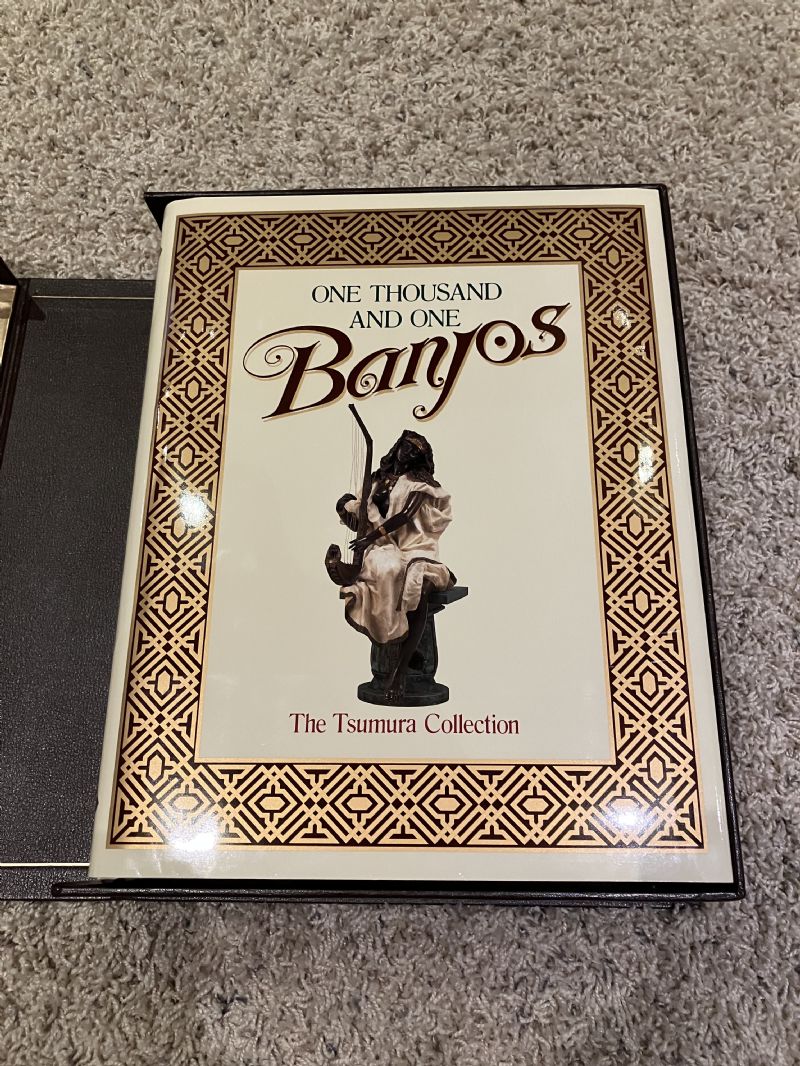 ONE THOUSAND
AND ONE
Banjos
The Tsumura Collection